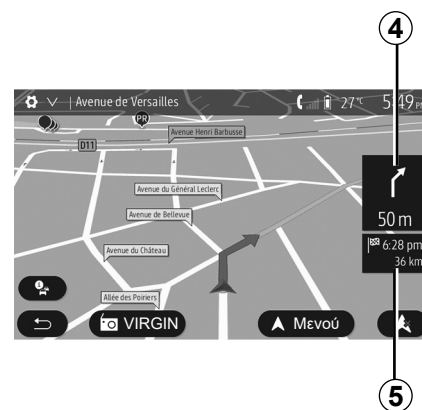 4
Avenue de Versailles
27 °C
5:49 PM
PR
Avenue Henri Barbusse
D11
Avenue du Général Leclerc
50 m
Avenue de Bellevue
6:28 pm
Avenue du Château
36 km
Allée des Poiriers
VIRGIN
Μενού
5